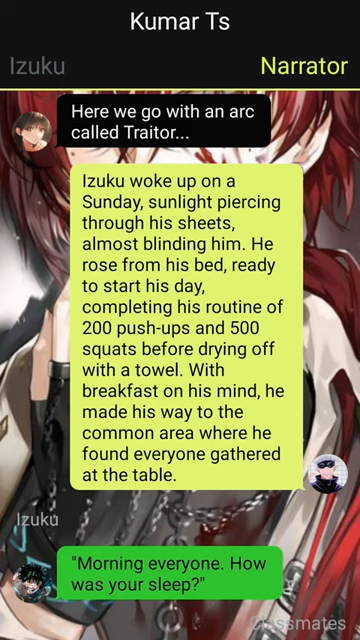 Kumar Ts
Izuku Narrator
Here we go with an arc
called Traitor...
Izuku woke up on a
Sunday, sunlight piercing
through his sheets,
almost blinding him. He
rose from his bed, ready
to start his day,
completing his routine of
200 push-ups and 500
squats before drying off
with a towel. With
breakfast on his mind, he
made his way to the
common area where he
found everyone gathered
at the table.
Izuku
"Morning everyone. How
was your sleep?"
Classmates